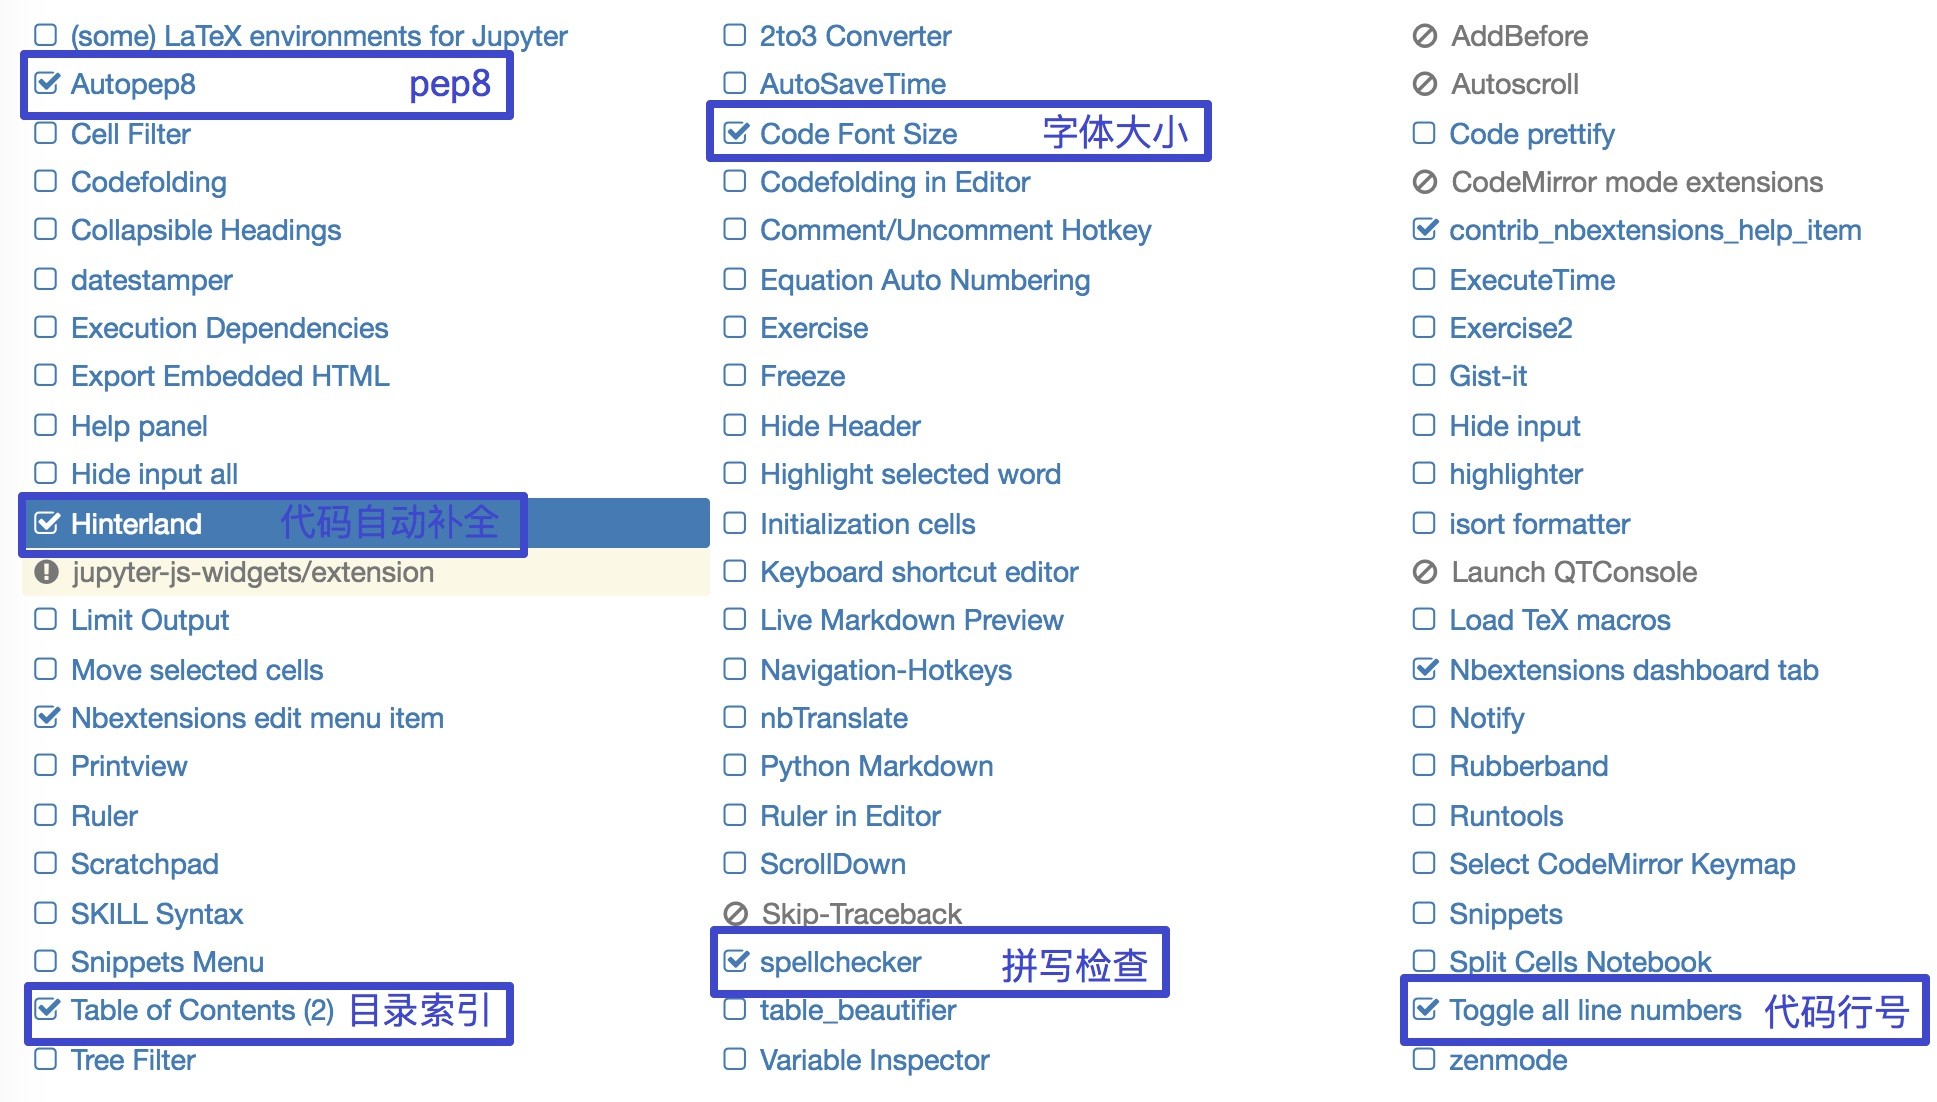 (some) LaTeX environments for Jupyter
2to3 Converter
AddBefore
Autopep8 pep8
AutoSaveTime
Autoscroll
Cell Filter
Code Font Size 字体大小
Code prettify
Codefolding
Codefolding in Editor
CodeMirror mode extensions
Collapsible Headings
Comment/Uncomment Hotkey
contrib_nbextensions_help_item
datestamper
Equation Auto Numbering
ExecuteTime
Execution Dependencies
Exercise
Exercise2
Export Embedded HTML
Freeze
Gist-it
Help panel
Hide Header
Hide input
Hide input all
Highlight selected word
highlighter
Hinterland 代码自动补全
Initialization cells
isort formatter
jupyter-js-widgets/extension
Keyboard shortcut editor
Launch QTConsole
Limit Output
Live Markdown Preview
Load TeX macros
Move selected cells
Navigation-Hotkeys
Nbextensions dashboard tab
Nbextensions edit menu item
nbTranslate
Notify
Printview
Python Markdown
Rubberband
Ruler
Ruler in Editor
Runtools
Scratchpad
ScrollDown
Select CodeMirror Keymap
SKILL Syntax
Skip-Traceback
Snippets
Snippets Menu
spellchecker 拼写检查
Split Cells Notebook
Table of Contents (2) 目录索引
table_beautifier
Toggle all line numbers 代码行号
Tree Filter
Variable Inspector
zenmode